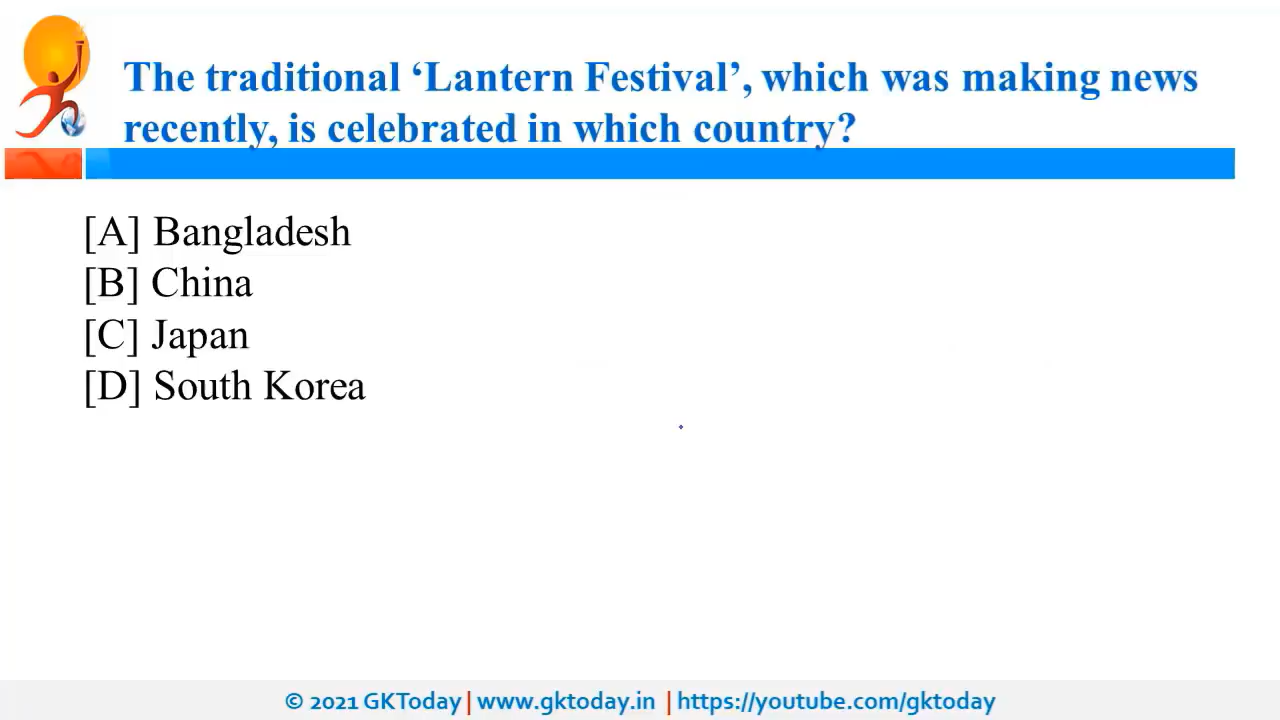 The traditional ‘Lantern Festival’, which was making news
recently, is celebrated in which country?
[A] Bangladesh
[B] China
[C] Japan
[D] South Korea
© 2021 GKToday | www.gktoday.in | https://youtube.com/gktoday